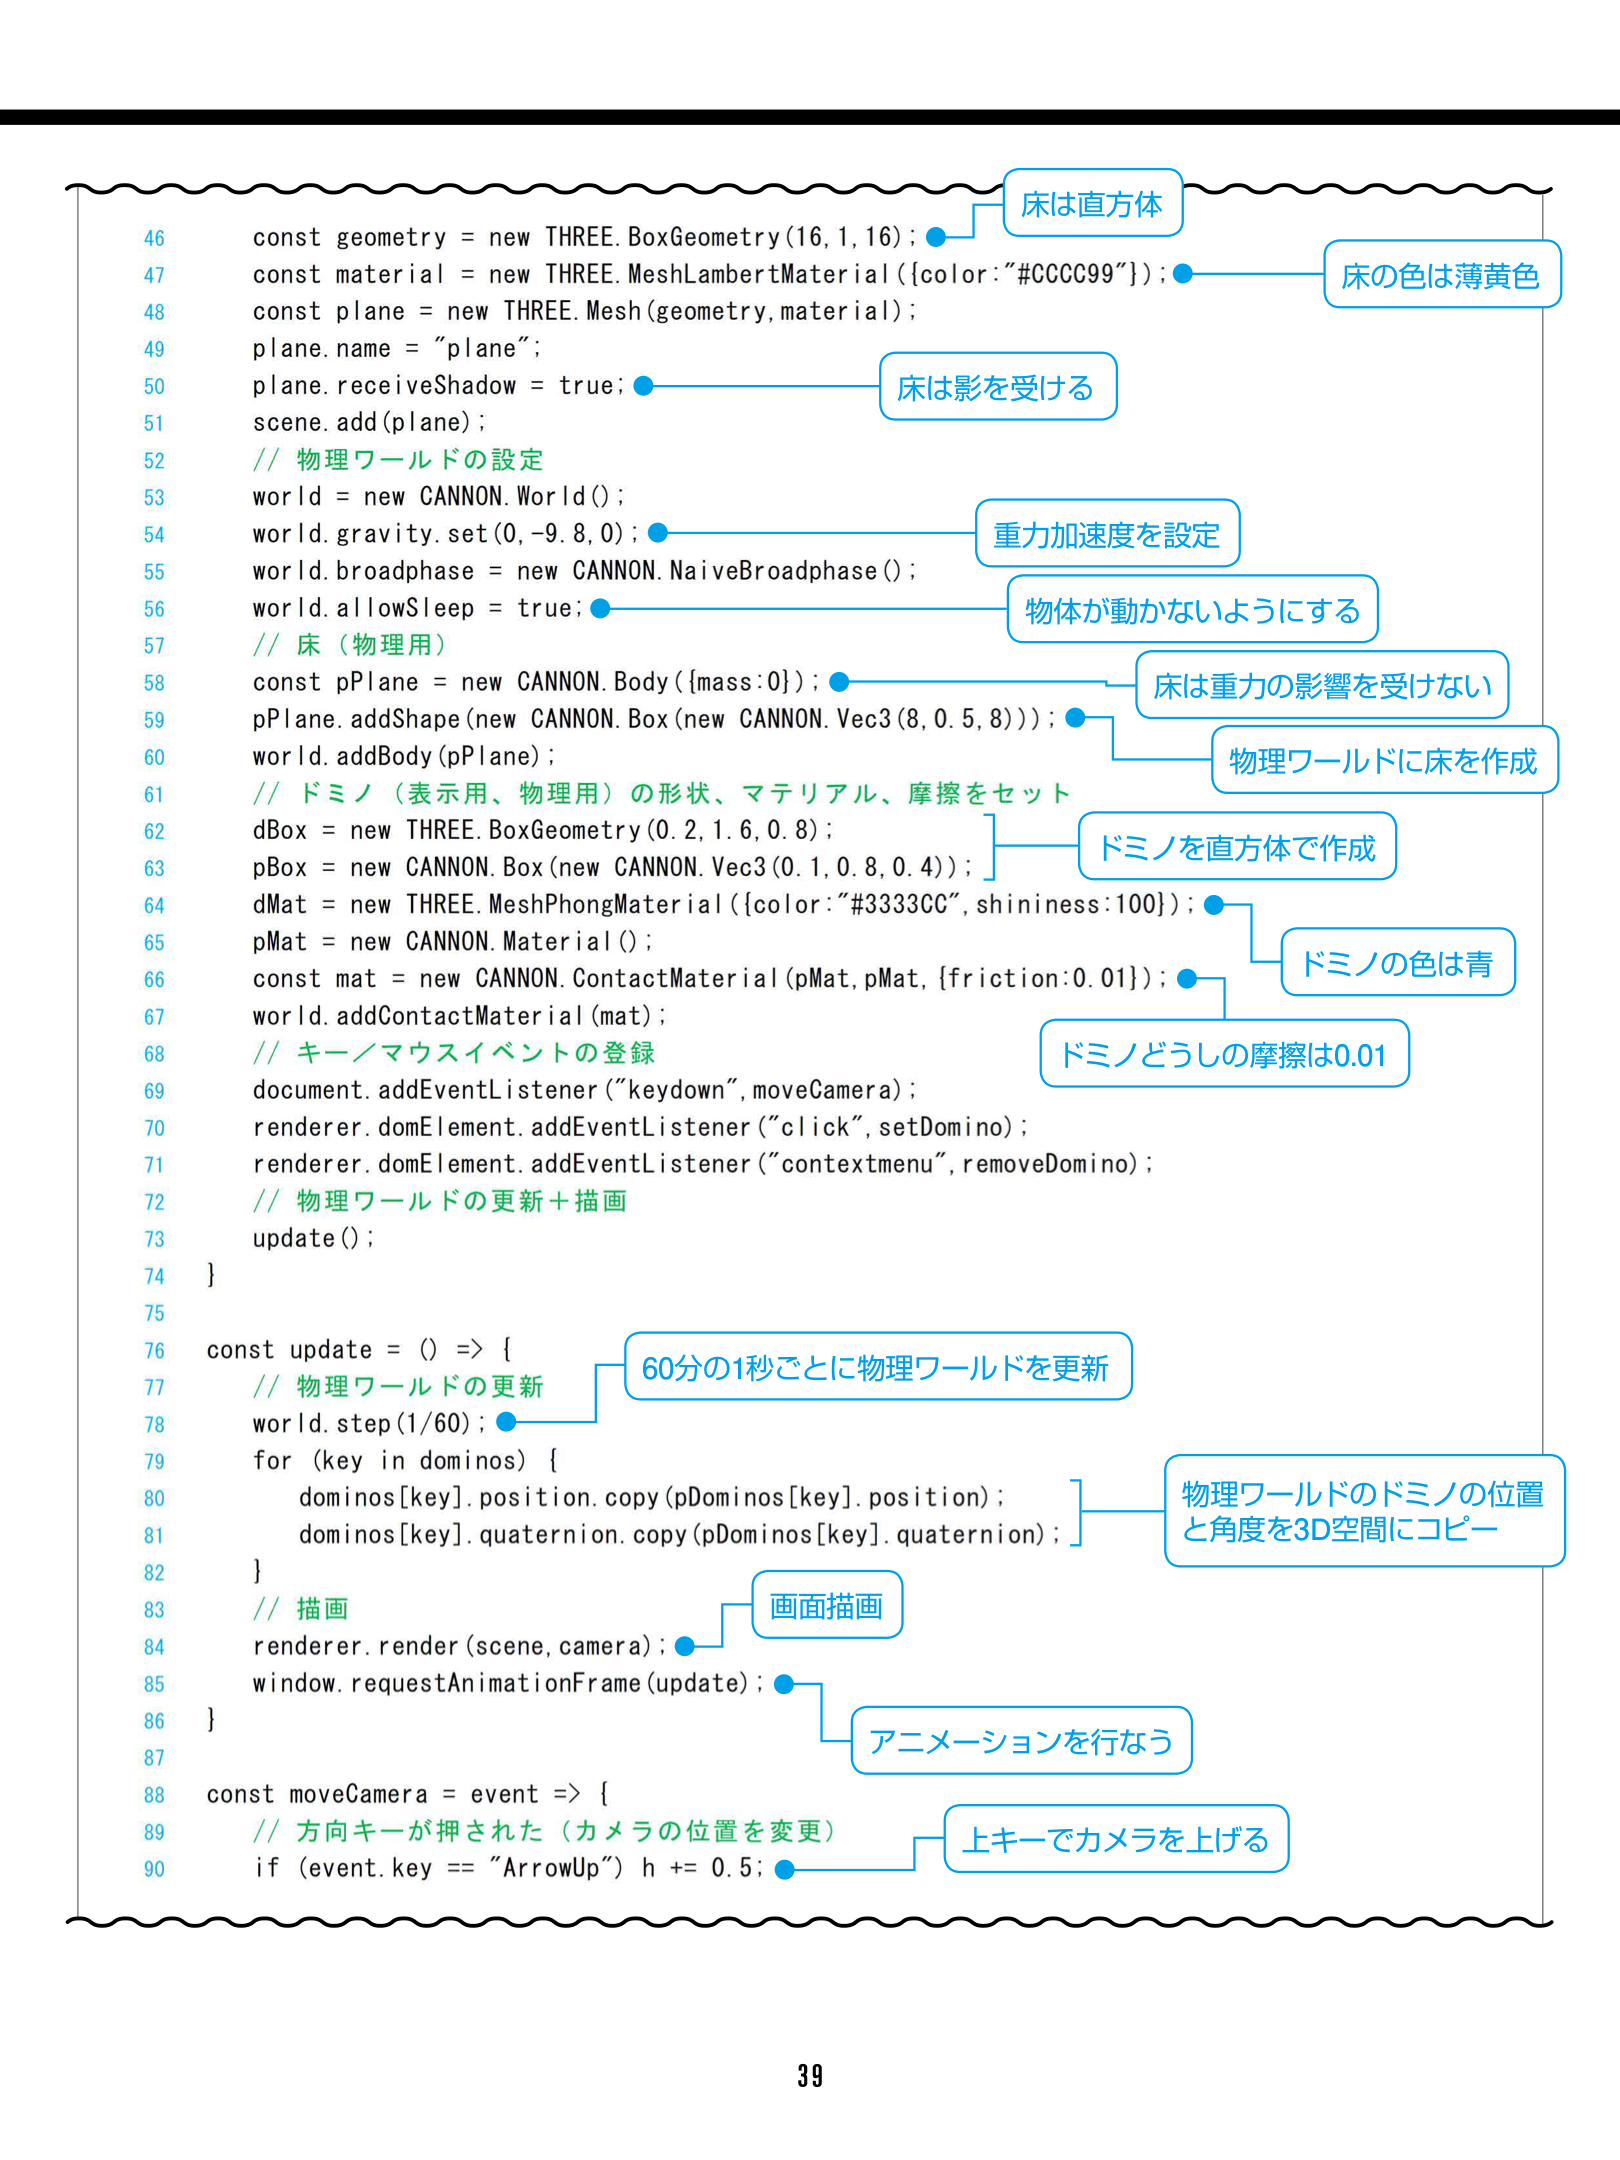 床は直方体
46 const geometry = new THREE.BoxGeometry(16,1,16);
47 const material = new THREE.MeshLambertMaterial({color:"#CCCC99"});
床の色は薄黄色
48 const plane = new THREE.Mesh(geometry,material);
49 plane.name = "plane";
50 plane.receiveShadow = true;
床は影を受ける
51 scene.add(plane);
52 // 物理ワールドの設定
53 world = new CANNON.World();
54 world.gravity.set(0,-9.8,0);
重力加速度を設定
55 world.broadphase = new CANNON.NaiveBroadphase();
56 world.allowSleep = true;
物体が動かないようにする
57 // 床（物理用）
58 const pPlane = new CANNON.Body({mass:0});
床は重力の影響を受けない
59 pPlane.addShape(new CANNON.Box(new CANNON.Vec3(8,0.5,8)));
物理ワールドに床を作成
60 world.addBody(pPlane);
61 // ドミノ（表示用、物理用）の形状、マテリアル、摩擦をセット
62 dBox = new THREE.BoxGeometry(0.2,1.6,0.8);
63 pBox = new CANNON.Box(new CANNON.Vec3(0.1,0.8,0.4));
ドミノを直方体で作成
64 dMat = new THREE.MeshPhongMaterial({color:"#3333CC",shininess:100});
ドミノの色は青
65 pMat = new CANNON.Material();
66 const mat = new CANNON.ContactMaterial(pMat,pMat,{friction:0.01});
ドミノどうしの摩擦は0.01
67 world.addContactMaterial(mat);
68 // キー／マウスイベントの登録
69 document.addEventListener("keydown",moveCamera);
70 renderer.domElement.addEventListener("click",setDomino);
71 renderer.domElement.addEventListener("contextmenu",removeDomino);
72 // 物理ワールドの更新＋描画
73 update();
74 }
75
76 const update = () => {
60分の1秒ごとに物理ワールドを更新
77 // 物理ワールドの更新
78 world.step(1/60);
79 for (key in dominos) {
80 dominos[key].position.copy(pDominos[key].position);
81 dominos[key].quaternion.copy(pDominos[key].quaternion);
物理ワールドのドミノの位置
と角度を3D空間にコピー
82 }
83 // 描画
画面描画
84 renderer.render(scene,camera);
85 window.requestAnimationFrame(update);
アニメーションを行なう
86 }
87
88 const moveCamera = event => {
89 // 方向キーが押された（カメラの位置を変更）
上キーでカメラを上げる
90 if (event.key == "ArrowUp") h += 0.5;
39